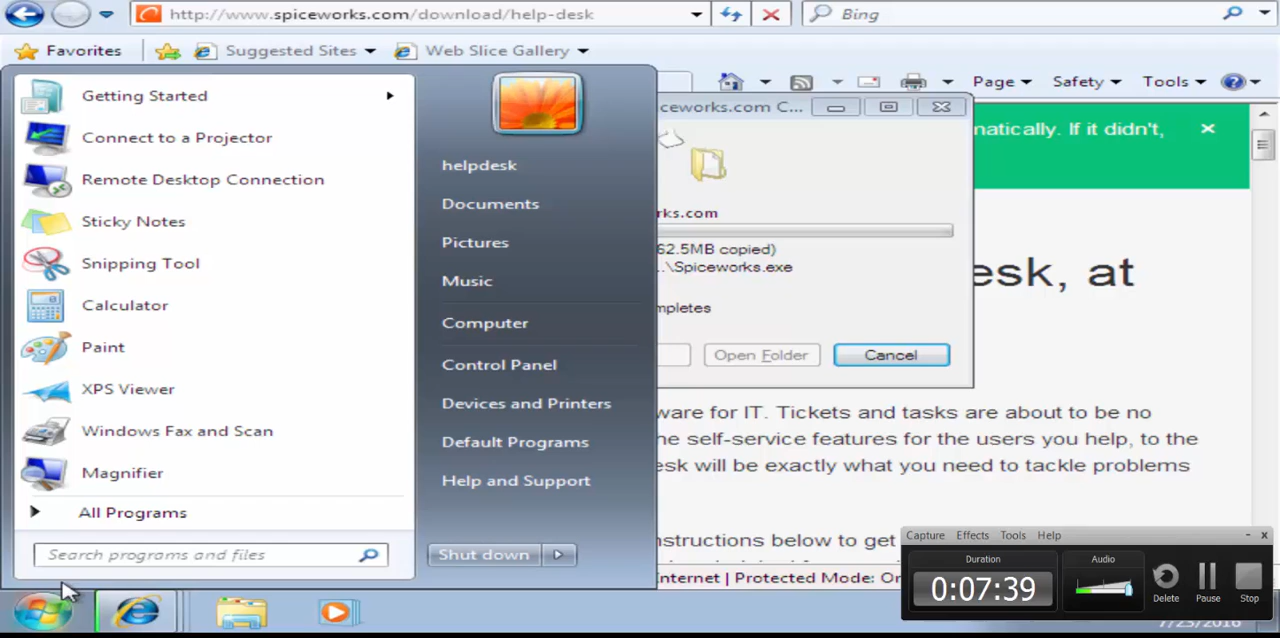 http://www.spiceworks.com/download/help-desk
Bing
Favorites
Suggested Sites
Web Slice Gallery
Page
Safety
Tools
Getting Started
Connect to a Projector
Remote Desktop Connection
Sticky Notes
Snipping Tool
Calculator
Paint
XPS Viewer
Windows Fax and Scan
Magnifier
All Programs
Search programs and files
helpdesk
Documents
Pictures
Music
Computer
Control Panel
Devices and Printers
Default Programs
Help and Support
Shut down
ceworks.com C...
rks.com
62.5MB copied)
..\Spiceworks.exe
mpletes
Open Folder
Cancel
matically. If it didn't,
esk, at
ware for IT. Tickets and tasks are about to be no
he self-service features for the users you help, to the
esk will be exactly what you need to tackle problems
nstructions below to get
nternet | Protected Mode: On
Capture Effects Tools Help
Duration
0:07:39
Audio
Delete
Pause
Stop